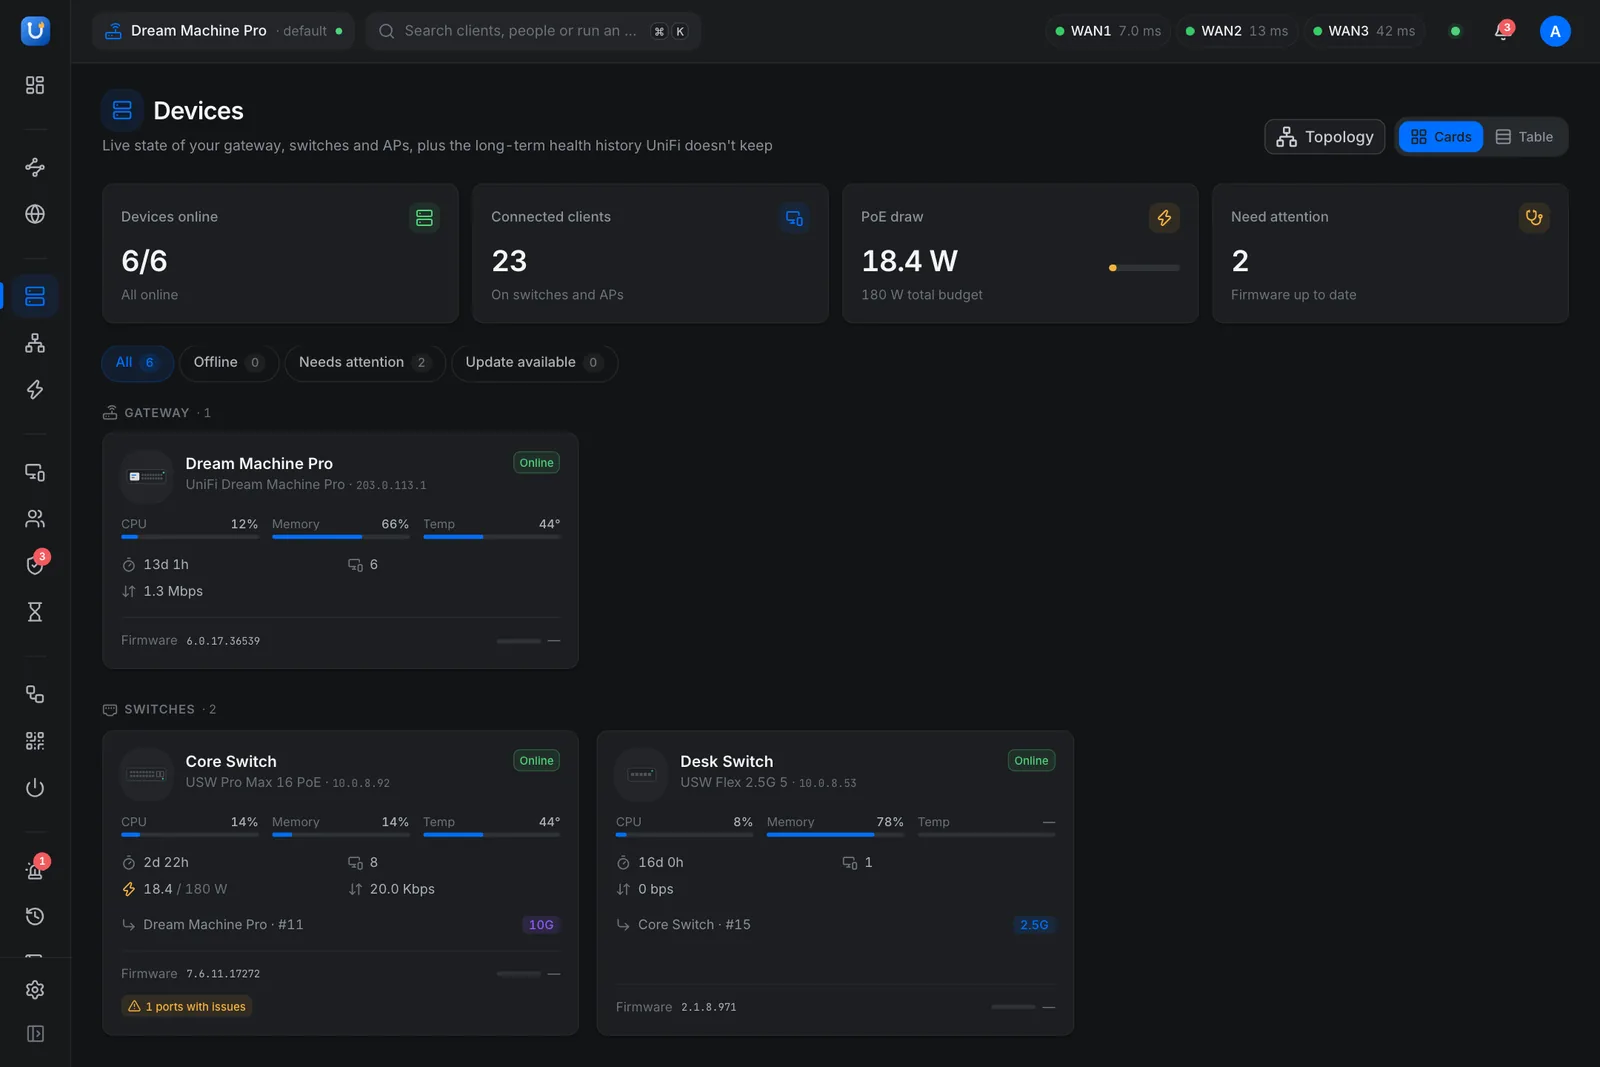 Dream Machine Pro · default
Search clients, people or run an ... ⌘ K
WAN1 7.0 ms
WAN2 13 ms
WAN3 42 ms
3
A
Devices
Live state of your gateway, switches and APs, plus the long-term health history UniFi doesn't keep
Topology
Cards
Table
Devices online
6/6
All online
Connected clients
23
On switches and APs
PoE draw
18.4 W
180 W total budget
Need attention
2
Firmware up to date
All 6
Offline 0
Needs attention 2
Update available 0
GATEWAY · 1
Dream Machine Pro
Online
UniFi Dream Machine Pro · 203.0.113.1
CPU 12% Memory 66% Temp 44°
13d 1h 6
1.3 Mbps
Firmware 6.0.17.36539 —
SWITCHES · 2
Core Switch
Online
USW Pro Max 16 PoE · 10.0.8.92
CPU 14% Memory 14% Temp 44°
2d 22h 8
18.4 / 180 W 20.0 Kbps
Dream Machine Pro · #11 10G
Firmware 7.6.11.17272 —
1 ports with issues
Desk Switch
Online
USW Flex 2.5G 5 · 10.0.8.53
CPU 8% Memory 78% Temp —
16d 0h 1
0 bps
Core Switch · #15 2.5G
Firmware 2.1.8.971 —
3
1